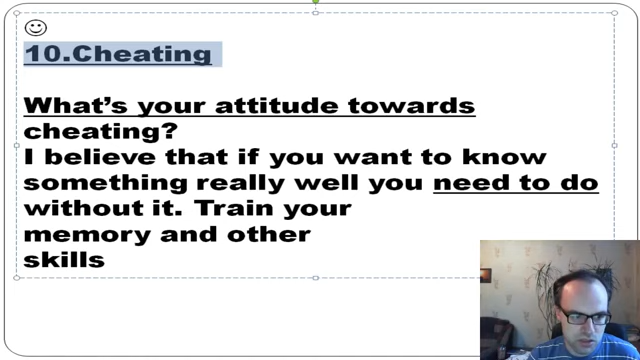 10.Cheating
What's your attitude towards
cheating?
I believe that if you want to know
something really well you need to do
without it. Train your
memory and other
skills